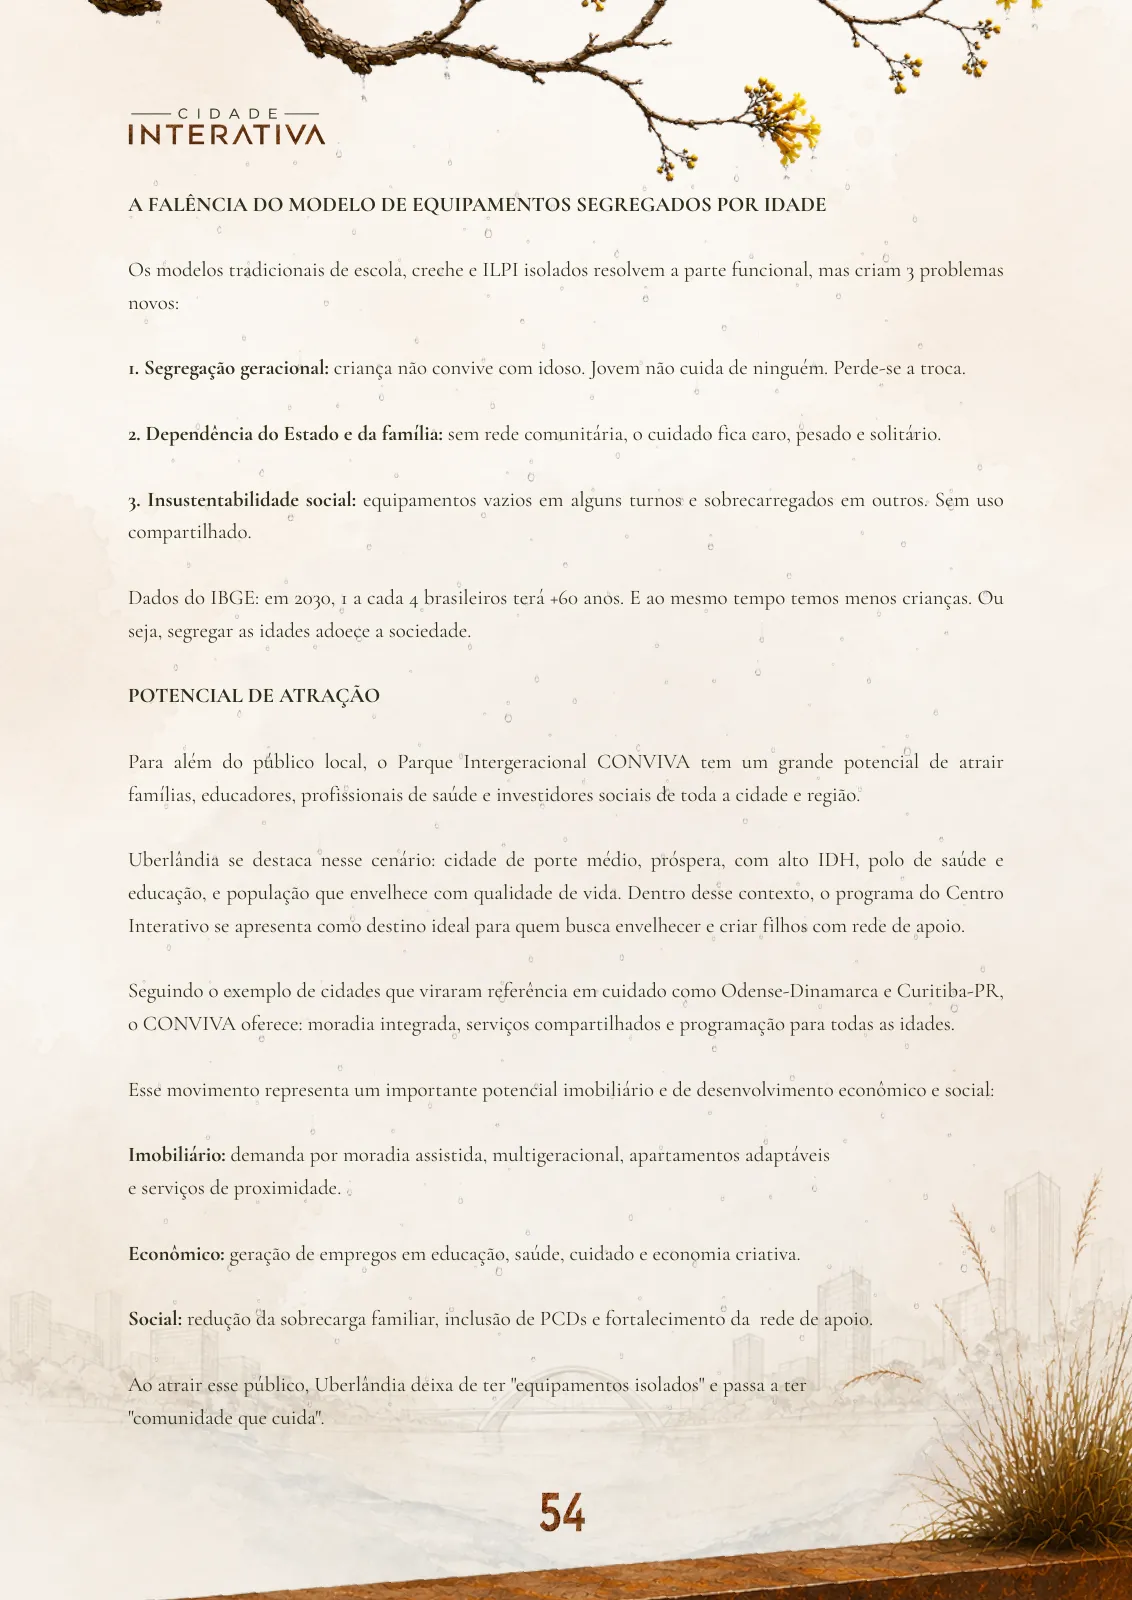 CIDADE
INTERATIVA
A FALÊNCIA DO MODELO DE EQUIPAMENTOS SEGREGADOS POR IDADE
Os modelos tradicionais de escola, creche e ILPI isolados resolvem a parte funcional, mas criam 3 problemas
novos:
1. Segregação geracional: criança não convive com idoso. Jovem não cuida de ninguém. Perde-se a troca.
2. Dependência do Estado e da família: sem rede comunitária, o cuidado fica caro, pesado e solitário.
3. Insustentabilidade social: equipamentos vazios em alguns turnos e sobrecarregados em outros. Sem uso
compartilhado.
Dados do IBGE: em 2030, 1 a cada 4 brasileiros terá +60 anos. E ao mesmo tempo temos menos crianças. Ou
seja, segregar as idades adoece a sociedade.
POTENCIAL DE ATRAÇÃO
Para além do público local, o Parque Intergeracional CONVIVA tem um grande potencial de atrair
famílias, educadores, profissionais de saúde e investidores sociais de toda a cidade e região.
Uberlândia se destaca nesse cenário: cidade de porte médio, próspera, com alto IDH, polo de saúde e
educação, e população que envelhece com qualidade de vida. Dentro desse contexto, o programa do Centro
Interativo se apresenta como destino ideal para quem busca envelhecer e criar filhos com rede de apoio.
Seguindo o exemplo de cidades que viraram referência em cuidado como Odense-Dinamarca e Curitiba-PR,
o CONVIVA oferece: moradia integrada, serviços compartilhados e programação para todas as idades.
Esse movimento representa um importante potencial imobiliário e de desenvolvimento econômico e social:
Imobiliário: demanda por moradia assistida, multigeracional, apartamentos adaptáveis
e serviços de proximidade.
Econômico: geração de empregos em educação, saúde, cuidado e economia criativa.
Social: redução da sobrecarga familiar, inclusão de PCDs e fortalecimento da  rede de apoio.
Ao atrair esse público, Uberlândia deixa de ter "equipamentos isolados" e passa a ter
"comunidade que cuida".
54